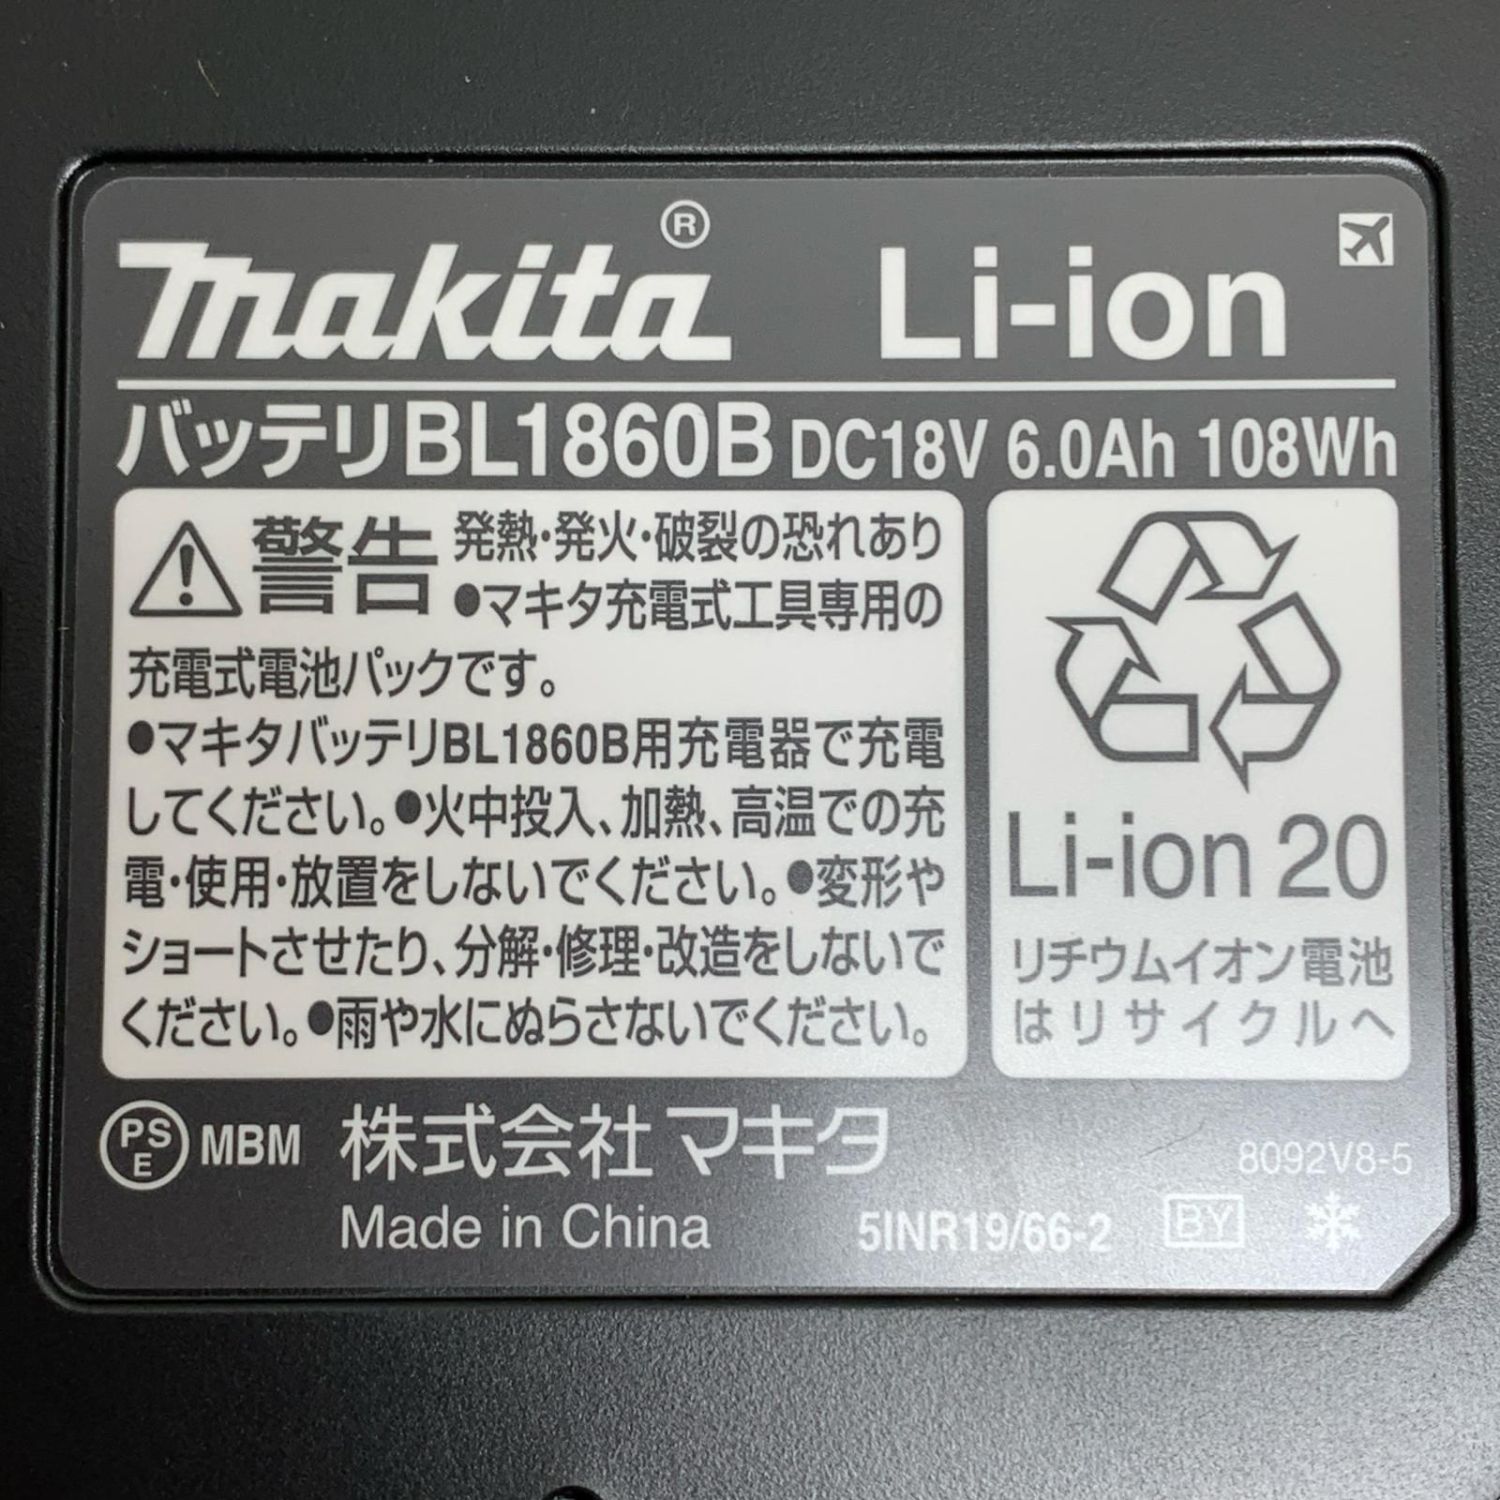 makita® Li-ion
バッテリBL1860B DC18V 6.0Ah 108Wh
警告 発熱・発火・破裂の恐れあり
●マキタ充電式工具専用の
充電式電池パックです。
●マキタバッテリBL1860B用充電器で充電
してください。●火中投入、加熱、高温での充
電・使用・放置をしないでください。●変形や
ショートさせたり、分解・修理・改造をしないで
ください。●雨や水にぬらさないでください。
Li-ion 20
リチウムイオン電池
はリサイクルへ
PS
E
MBM 株式会社マキタ
8092V8-5
Made in China 5INR19/66-2 BY